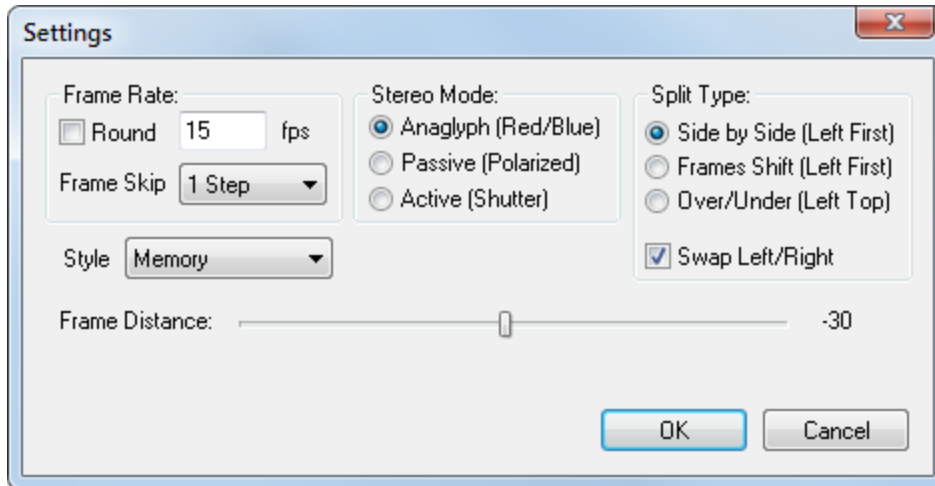 Settings
Frame Rate:
Round 15 fps
Frame Skip 1 Step
Stereo Mode:
Anaglyph (Red/Blue)
Passive (Polarized)
Active (Shutter)
Split Type:
Side by Side (Left First)
Frames Shift (Left First)
Over/Under (Left Top)
Swap Left/Right
Style Memory
Frame Distance: -30
OK Cancel